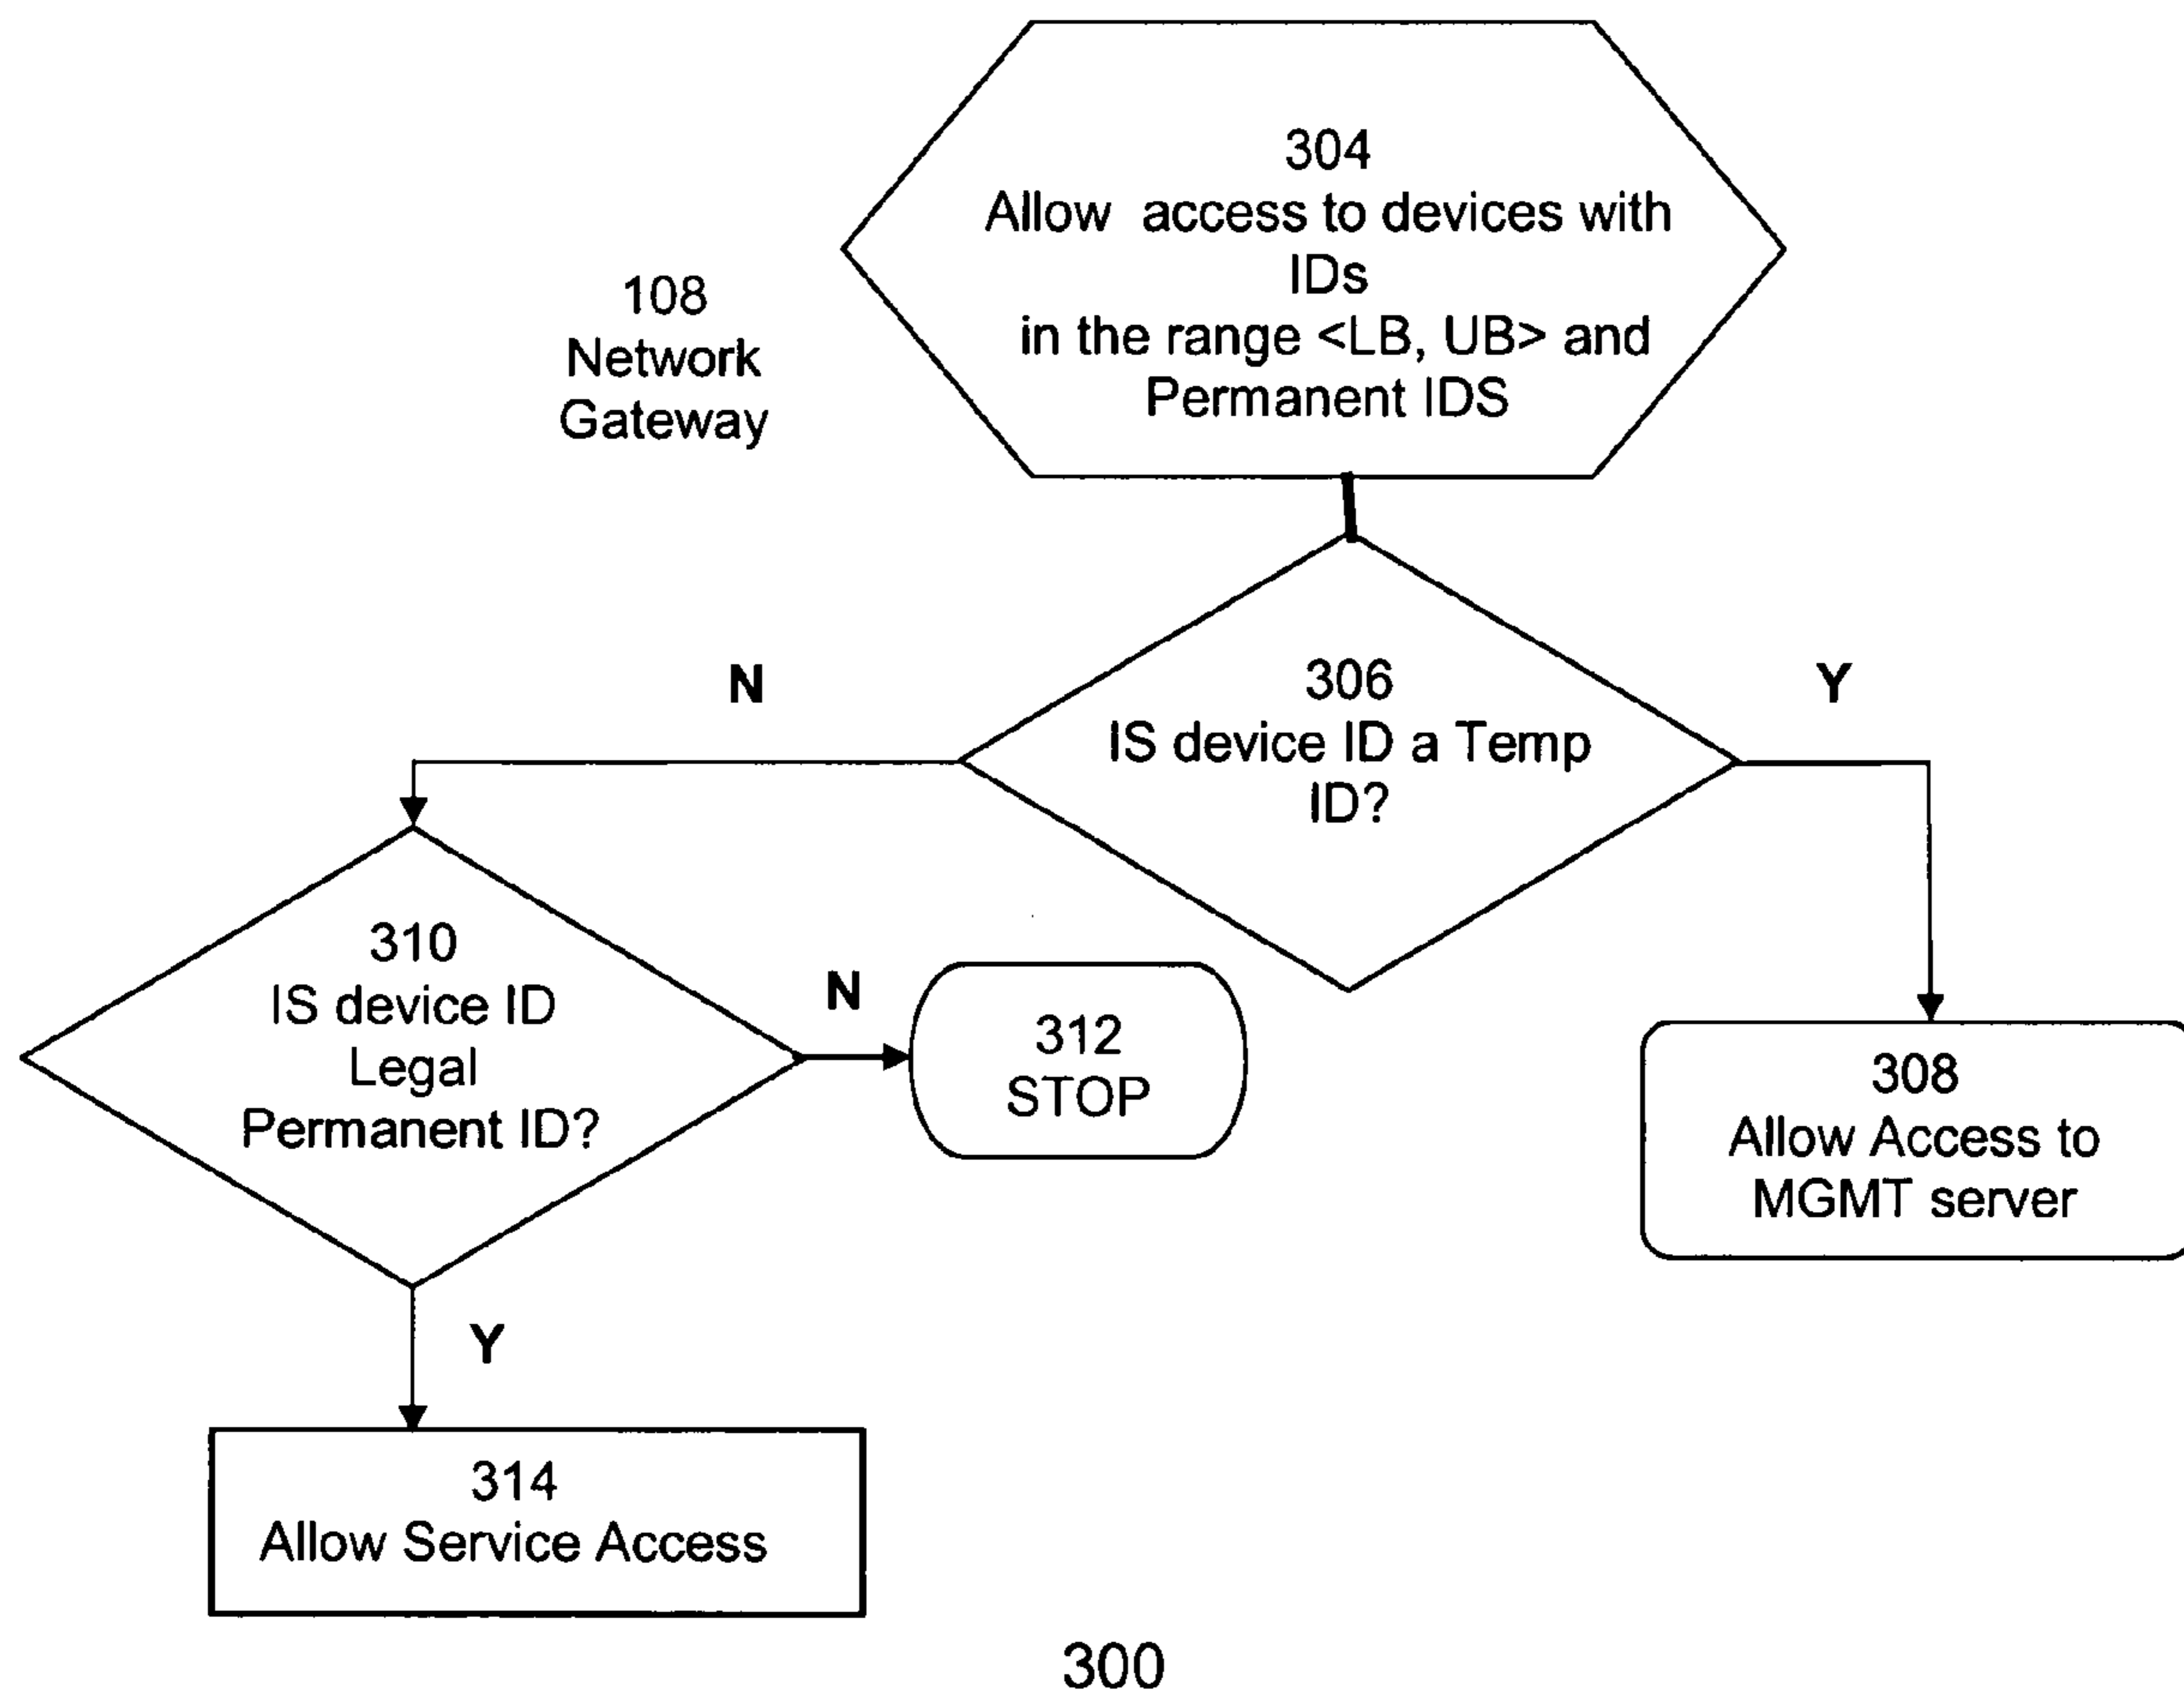 304
Allow access to devices with
IDs
in the range <LB, UB> and
Permanent IDS
108
Network
Gateway
N
306
IS device ID a Temp
ID?
Y
310
IS device ID
Legal
Permanent ID?
N
312
STOP
308
Allow Access to
MGMT server
Y
314
Allow Service Access
300